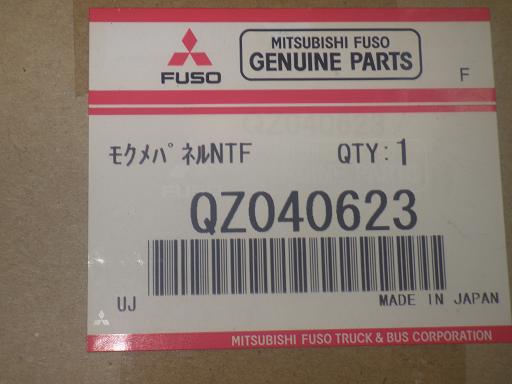 FUSO
MITSUBISHI FUSO
GENUINE PARTS
F
モクメパネルNTF QTY: 1
QZ040623
UJ
MADE IN JAPAN
MITSUBISHI FUSO TRUCK & BUS CORPORATION